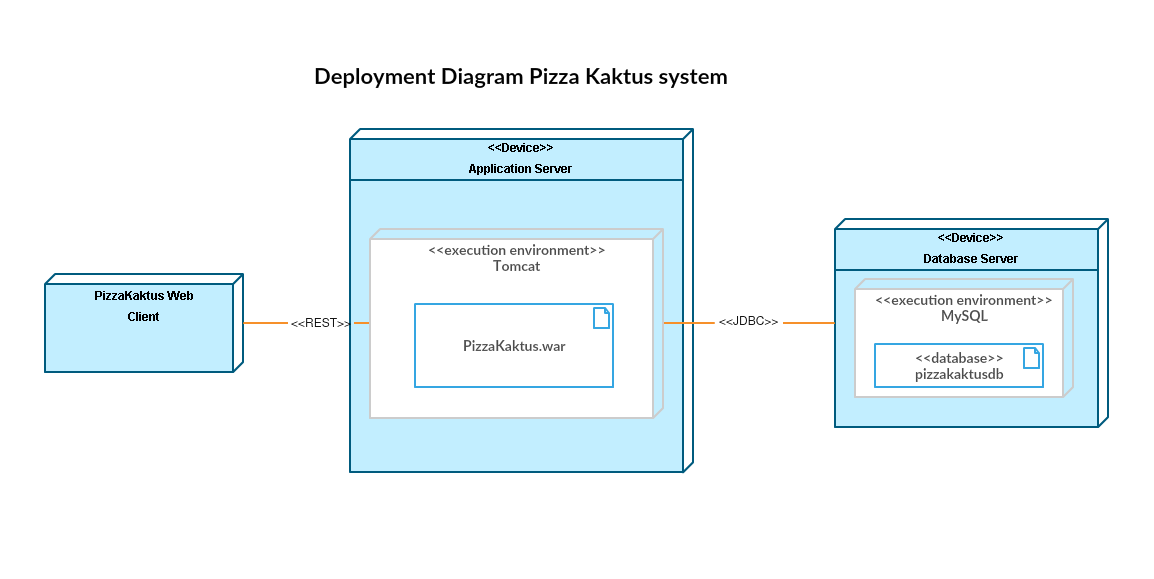 Deployment Diagram Pizza Kaktus system
<<Device>>
Application Server
<<execution environment>>
Tomcat
PizzaKaktus.war
PizzaKaktus Web
Client
<<REST>>
<<JDBC>>
<<Device>>
Database Server
<<execution environment>>
MySQL
<<database>>
pizzakaktusdb